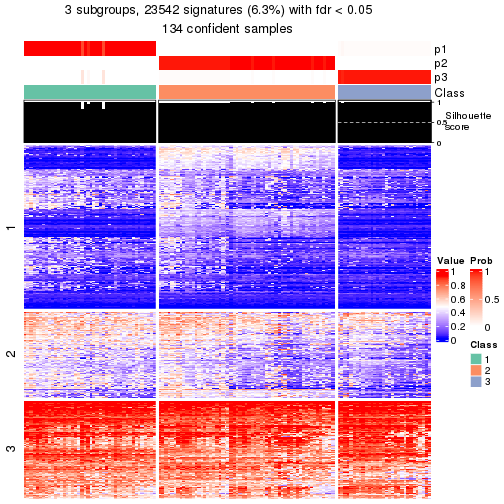 3 subgroups, 23542 signatures (6.3%) with fdr < 0.05
134 confident samples
p1
p2
p3
Class
1
0.5
0
Silhouette
score
1
2
3
Value
1
0.8
0.6
0.4
0.2
0
Prob
1
0.5
0
Class
1
2
3